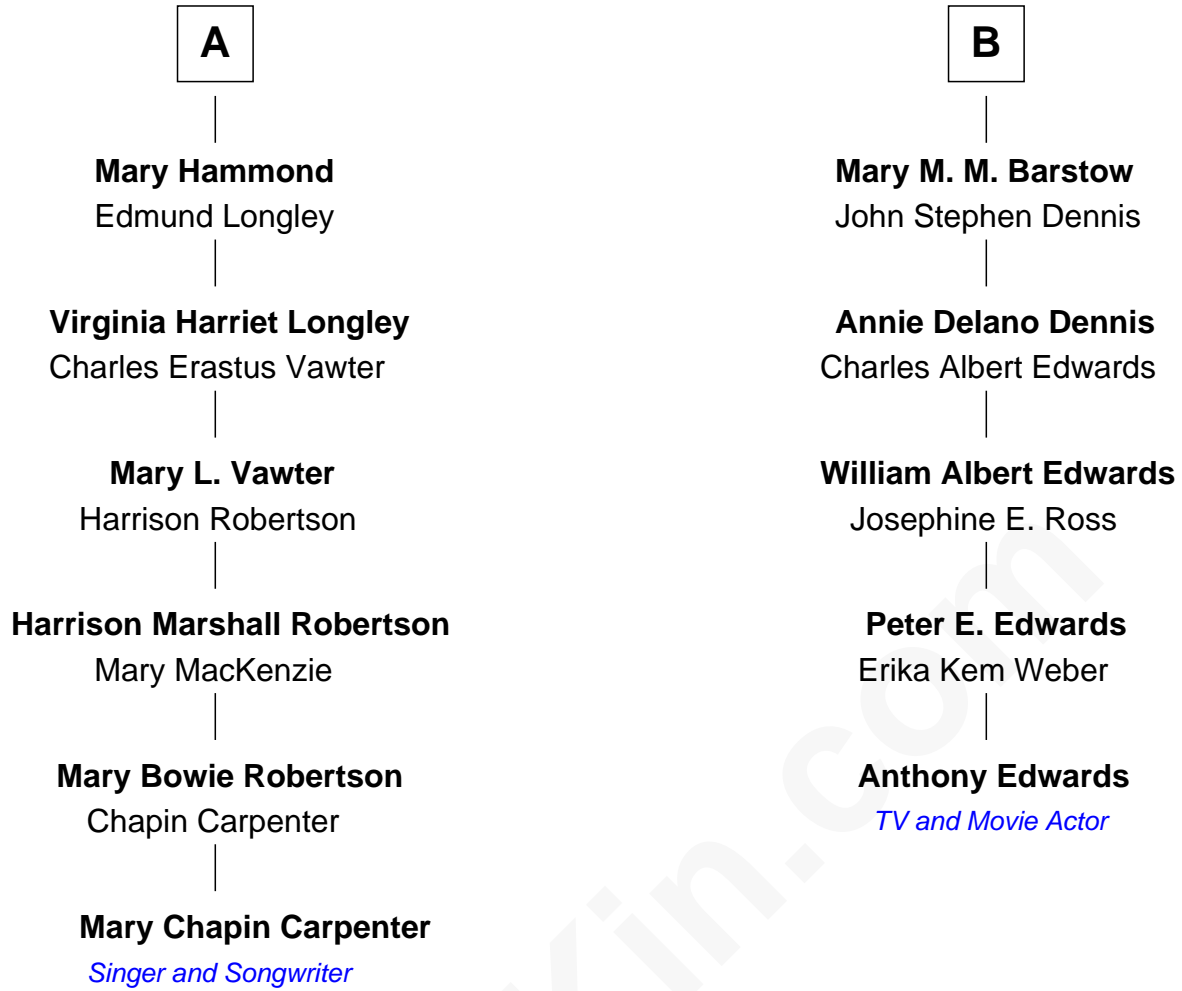 A
Mary Hammond
Edmund Longley
Virginia Harriet Longley
Charles Erastus Vawter
Mary L. Vawter
Harrison Robertson
Harrison Marshall Robertson
Mary MacKenzie
Mary Bowie Robertson
Chapin Carpenter
Mary Chapin Carpenter
Singer and Songwriter
B
Mary M. M. Barstow
John Stephen Dennis
Annie Delano Dennis
Charles Albert Edwards
William Albert Edwards
Josephine E. Ross
Peter E. Edwards
Erika Kem Weber
Anthony Edwards
TV and Movie Actor
kin.com